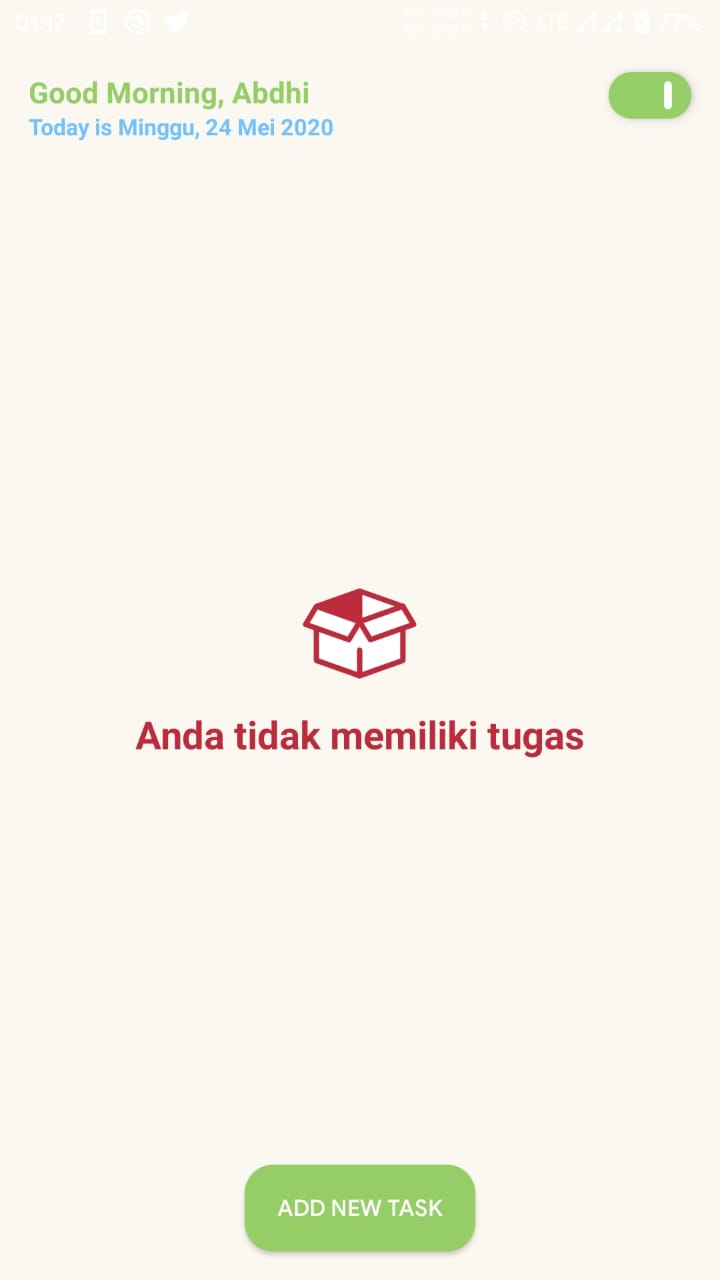 01:17
LTE
77%
Good Morning, Abdhi
Today is Minggu, 24 Mei 2020
Anda tidak memiliki tugas
ADD NEW TASK